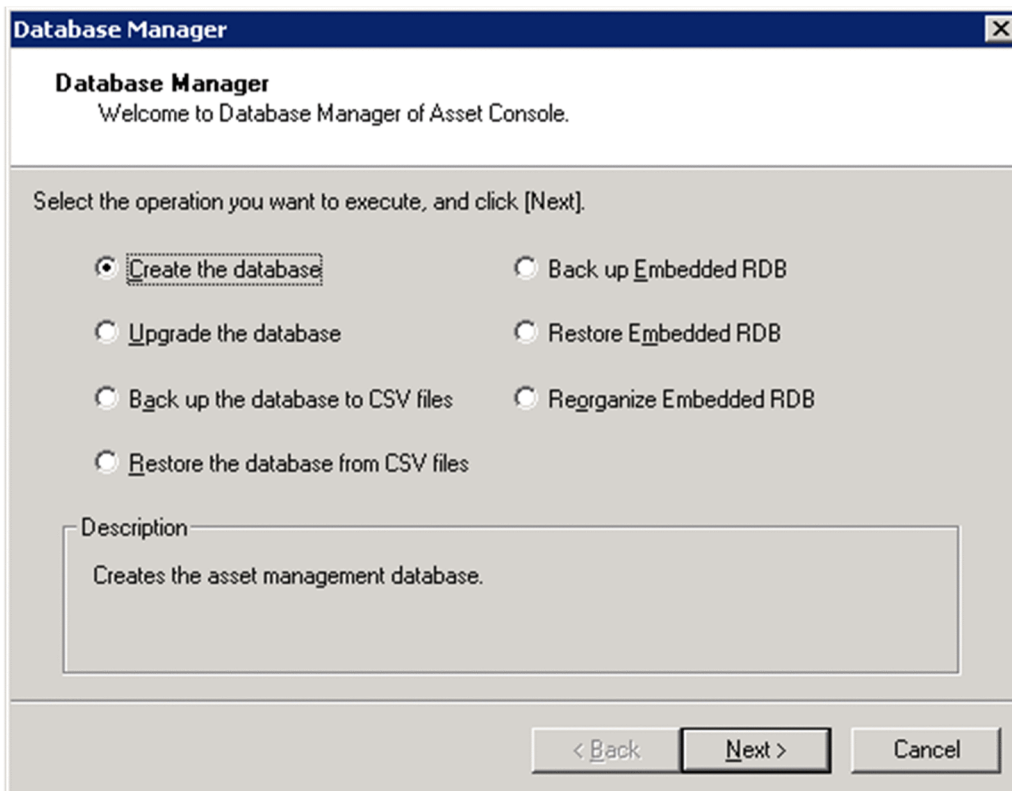 Database Manager
Database Manager
Welcome to Database Manager of Asset Console.
Select the operation you want to execute, and click [Next].
Create the database
Back up Embedded RDB
Upgrade the database
Restore Embedded RDB
Back up the database to CSV files
Reorganize Embedded RDB
Restore the database from CSV files
Description
Creates the asset management database.
< Back
Next >
Cancel